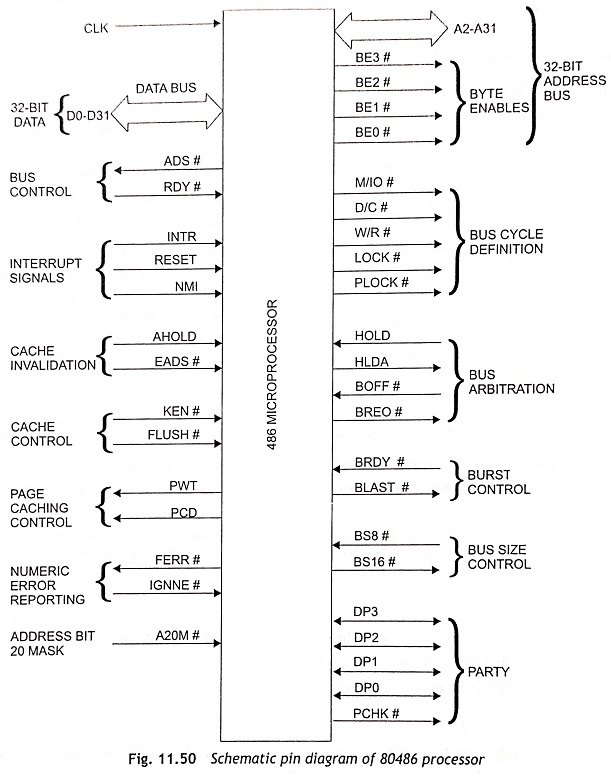 CLK
A2-A31
32-BIT
ADDRESS
BUS
BE3 #
BE2 #
BE1 #
BE0 #
BYTE
ENABLES
32-BIT
DATA
D0-D31
DATA BUS
BUS
CONTROL
ADS #
RDY #
M/IO #
D/C #
W/R #
LOCK #
PLOCK #
BUS CYCLE
DEFINITION
INTERRUPT
SIGNALS
INTR
RESET
NMI
486 MICROPROCESSOR
CACHE
INVALIDATION
AHOLD
EADS #
HOLD
HLDA
BOFF #
BREO #
BUS
ARBITRATION
CACHE
CONTROL
KEN #
FLUSH #
BRDY #
BLAST #
BURST
CONTROL
PAGE
CACHING
CONTROL
PWT
PCD
BS8 #
BS16 #
BUS SIZE
CONTROL
NUMERIC
ERROR
REPORTING
FERR #
IGNNE #
ADDRESS BIT
20 MASK
A20M #
DP3
DP2
DP1
DP0
PCHK #
PARTY
Fig. 11.50 Schematic pin diagram of 80486 processor